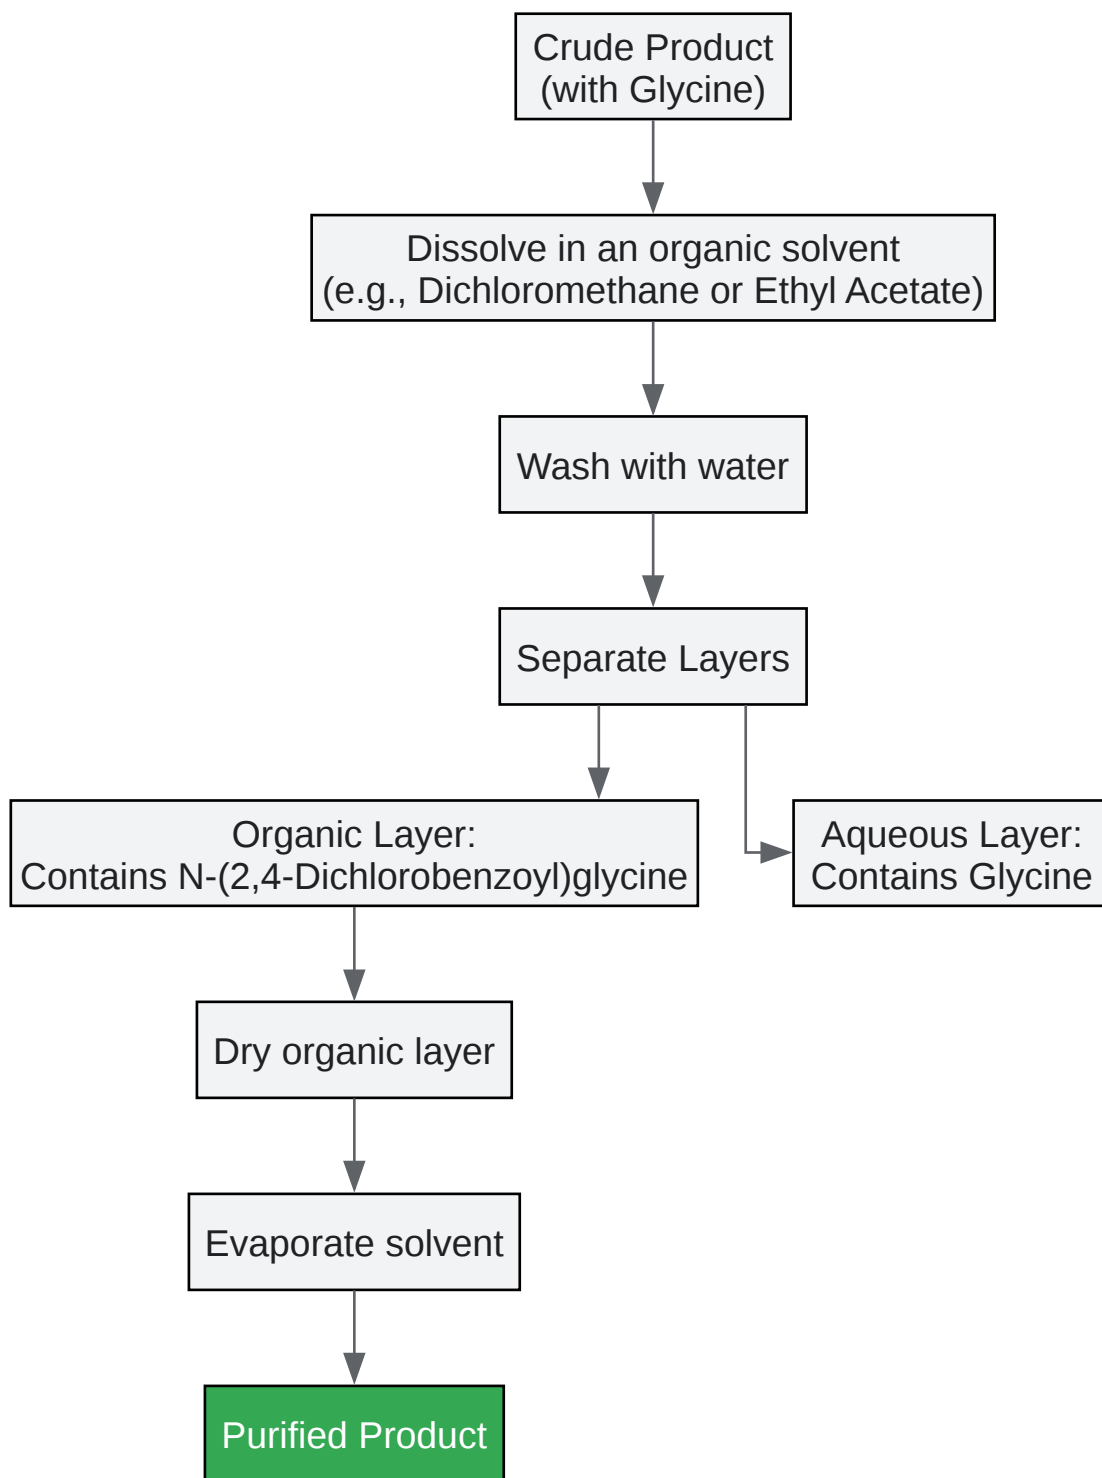 Crude Product
(with Glycine)
Dissolve in an organic solvent
(e.g., Dichloromethane or Ethyl Acetate)
Wash with water
Separate Layers
Organic Layer:
Contains N-(2,4-Dichlorobenzoyl)glycine
Aqueous Layer:
Contains Glycine
Dry organic layer
Evaporate solvent
Purified Product